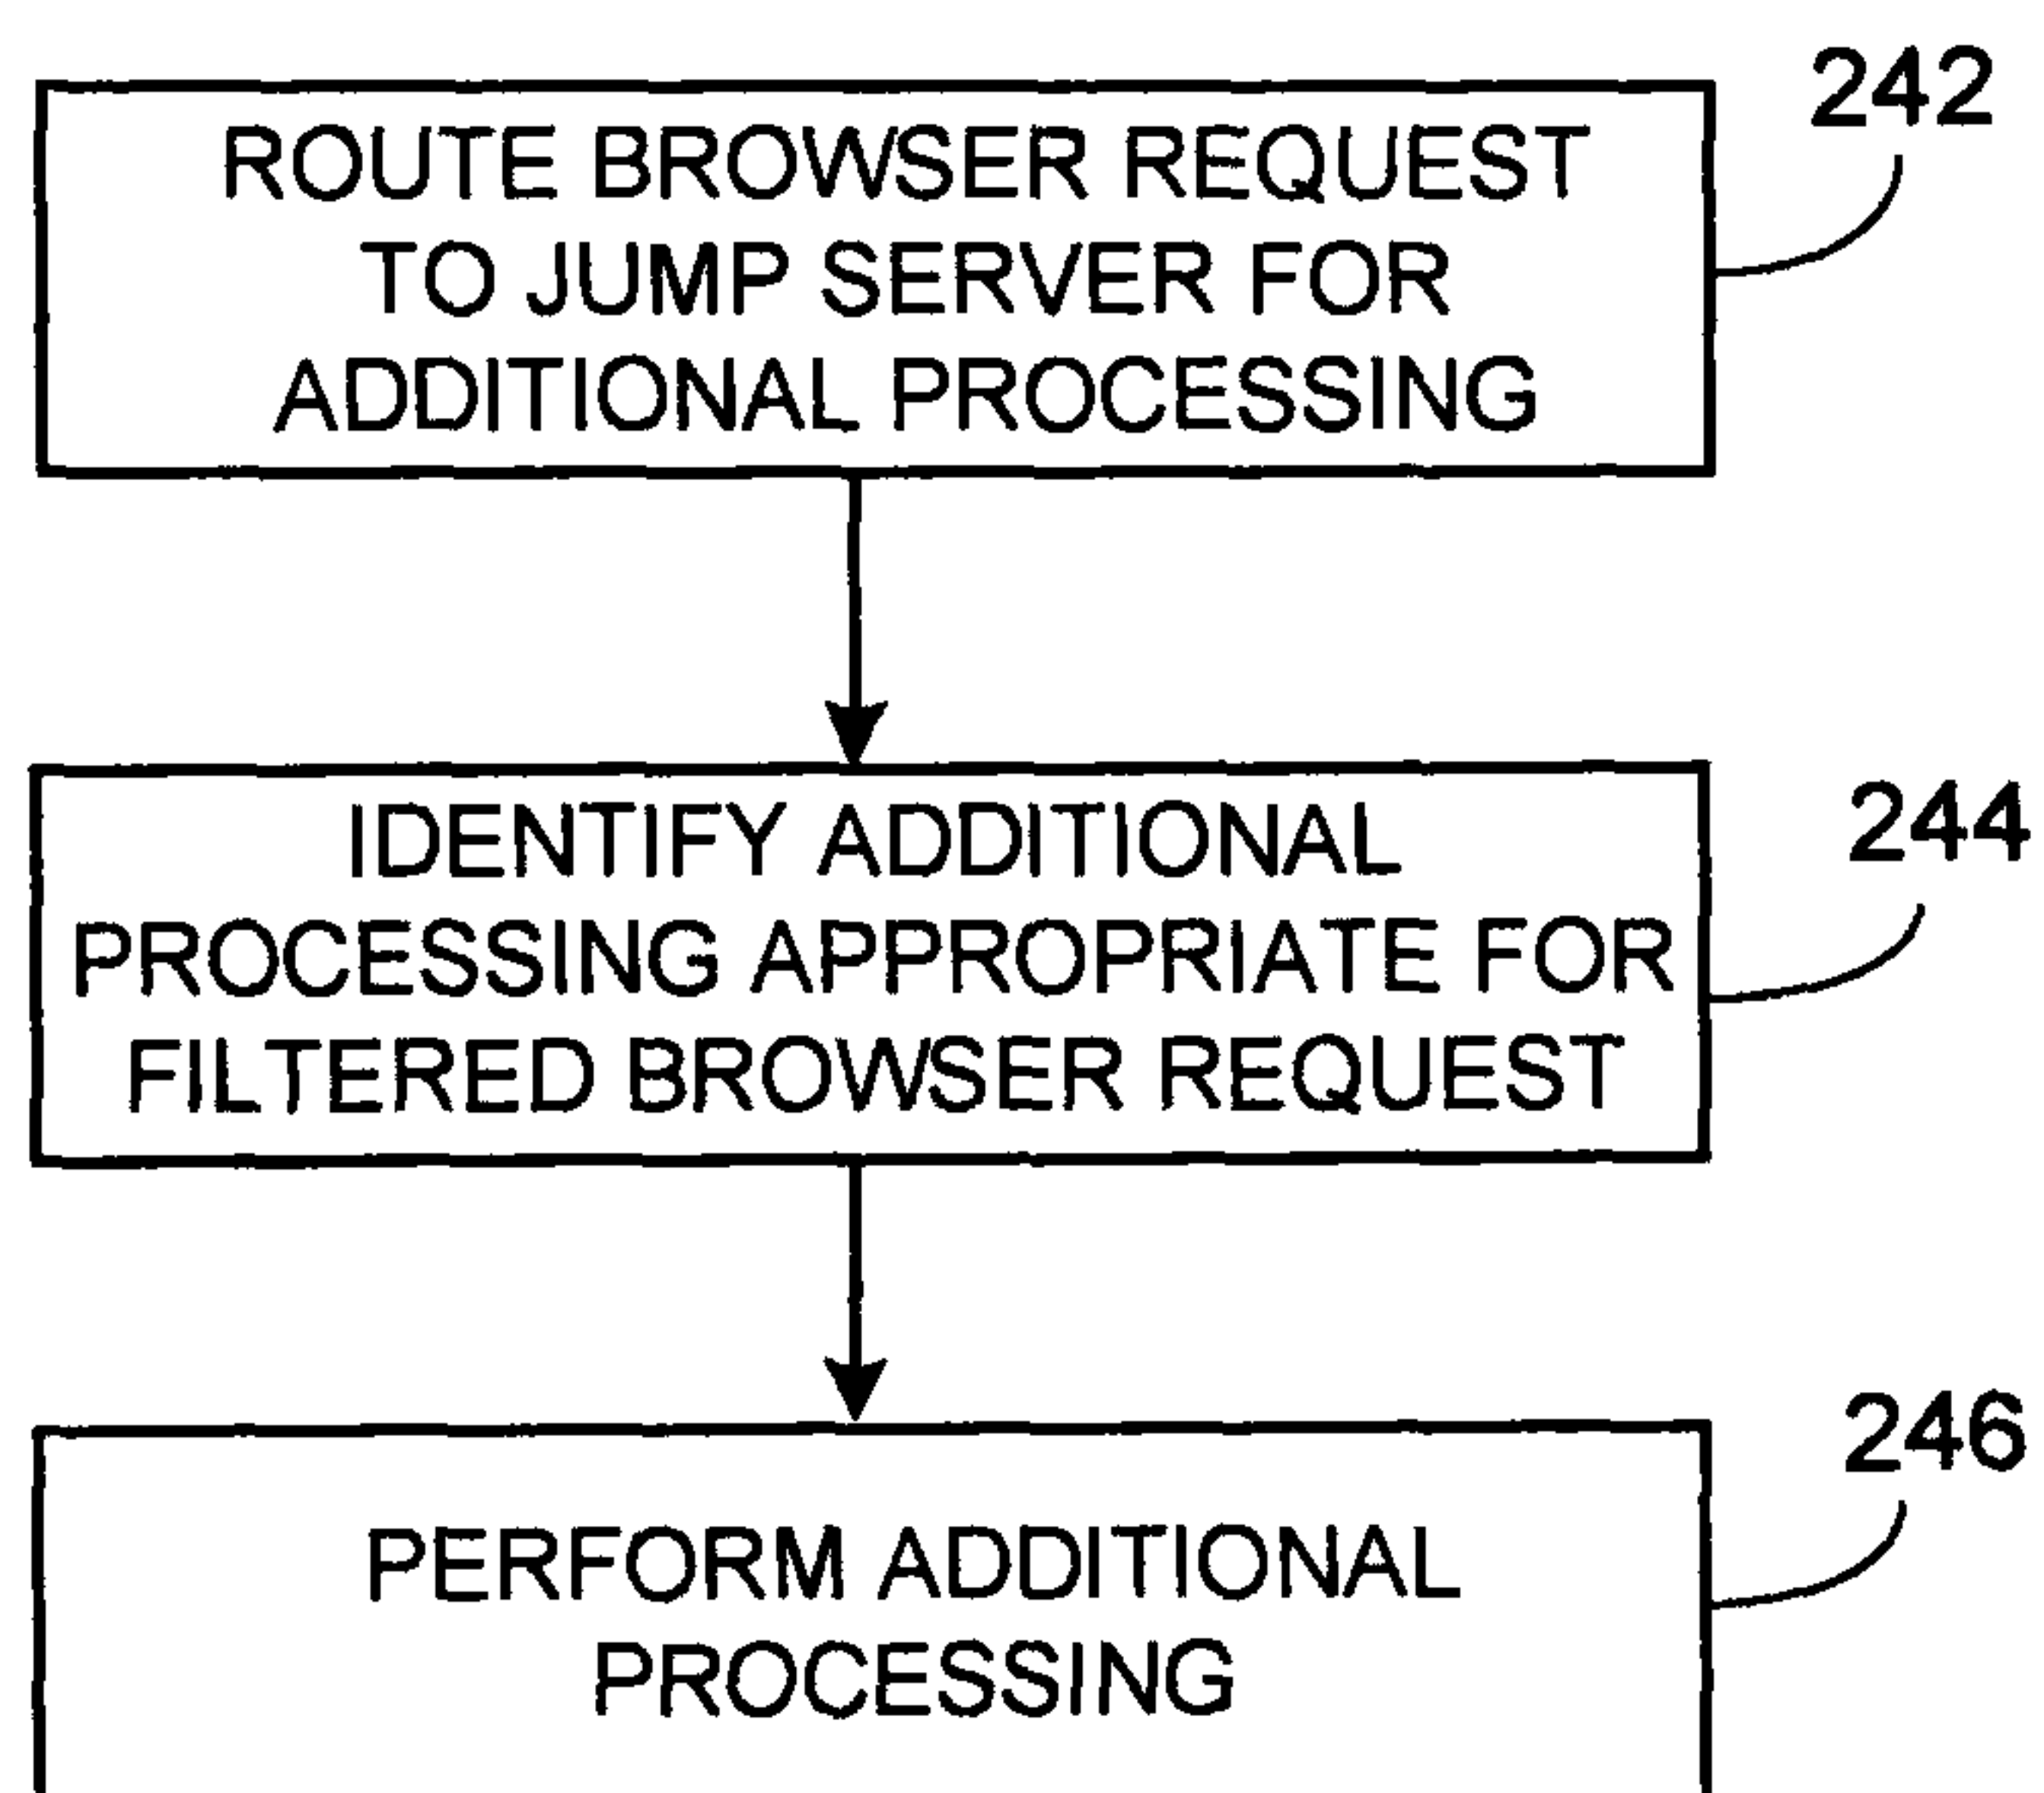 242
ROUTE BROWSER REQUEST
TO JUMP SERVER FOR
ADDITIONAL PROCESSING
244
IDENTIFY ADDITIONAL
PROCESSING APPROPRIATE FOR
FILTERED BROWSER REQUEST
246
PERFORM ADDITIONAL
PROCESSING